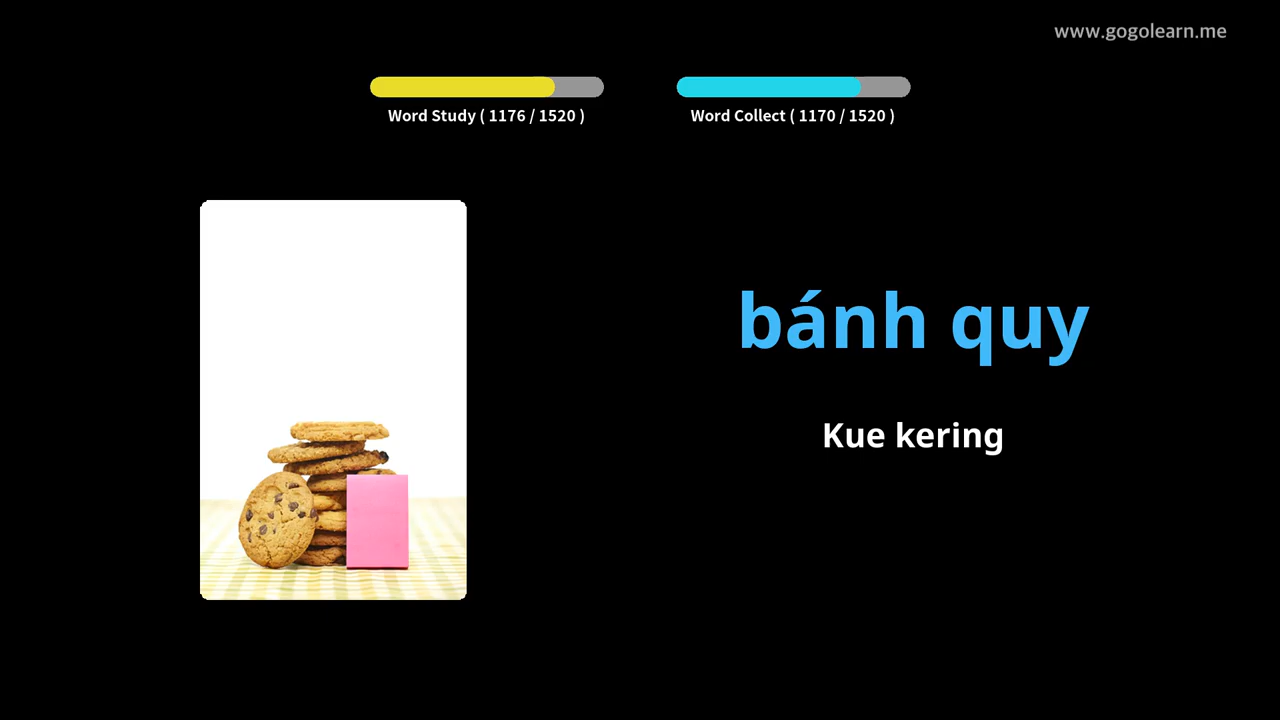 www.gogolearn.me
Word Study ( 1176 / 1520 )
Word Collect ( 1170 / 1520 )
bánh quy
Kue kering